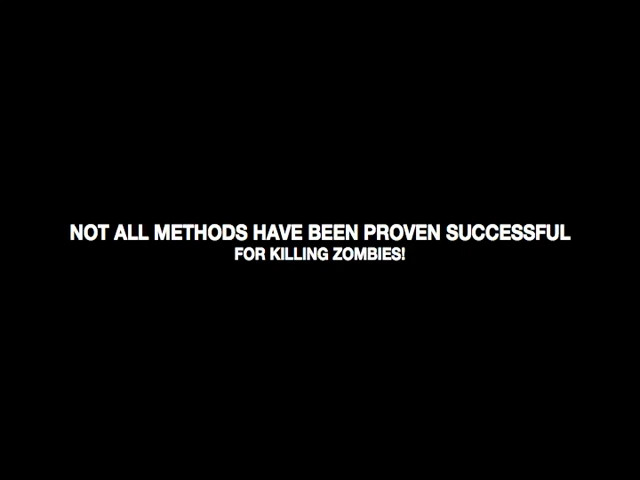 NOT ALL METHODS HAVE BEEN PROVEN SUCCESSFUL
FOR KILLING ZOMBIES!